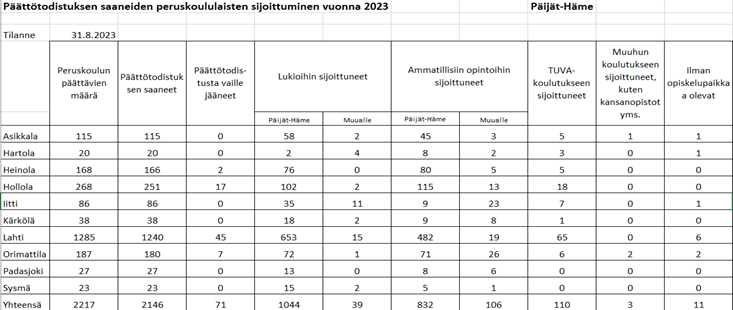 Päättötodistuksen saaneiden peruskoululaisten sijoittuminen vuonna 2023 Päijät-Häme
Tilanne 31.8.2023
Peruskoulun päättävien määrä Päättötodistuk sen saaneet Päättötodis- tusta vaille jääneet Lukioihin sijoittuneet Ammatillisiin opintoihin sijoittuneet TUVA- koulutukseen sijoittuneet Muuhun koulutukseen sijoittuneet, kuten kansanopistot yms. Ilman opiskelupaikka a olevat
Päijät-Häme Muualle Päijät-Häme Muualle
Asikkala 115 115 0 58 2 45 3 5 1 1
Hartola 20 20 0 2 4 8 2 3 0 1
Heinola 168 166 2 76 0 80 5 5 0 0
Hollola 268 251 17 102 2 115 13 18 0 0
Iitti 86 86 0 35 11 9 23 7 0 1
Kärkölä 38 38 0 18 2 9 8 1 0 0
Lahti 1285 1240 45 653 15 482 19 65 0 6
Orimattila 187 180 7 72 1 71 26 6 2 2
Padasjoki 27 27 0 13 0 8 6 0 0 0
Sysmä 23 23 0 15 2 5 1 0 0 0
Yhteensä 2217 2146 71 1044 39 832 106 110 3 11